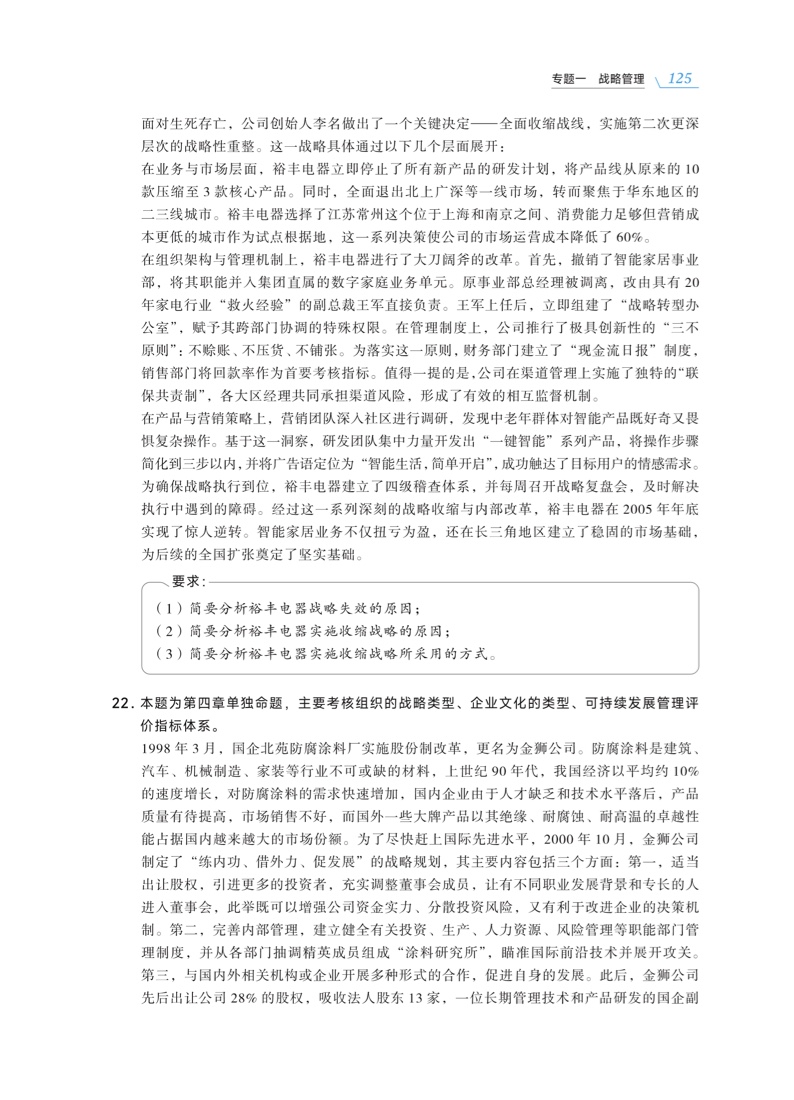 专题一 战略管理 125
面对生死存亡，公司创始人李名做出了一个关键决定——全面收缩战线，实施第二次更深
层次的战略性重整。这一战略具体通过以下几个层面展开：
在业务与市场层面，裕丰电器立即停止了所有新产品的研发计划，将产品线从原来的 10
款压缩至 3 款核心产品。同时，全面退出北上广深等一线市场，转而聚焦于华东地区的
二三线城市。裕丰电器选择了江苏常州这个位于上海和南京之间、消费能力足够但营销成
本更低的城市作为试点根据地，这一系列决策使公司的市场运营成本降低了 60%。
在组织架构与管理机制上，裕丰电器进行了大刀阔斧的改革。首先，撤销了智能家居事业
部，将其职能并入集团直属的数字家庭业务单元。原事业部总经理被调离，改由具有 20
年家电行业“救火经验”的副总裁王军直接负责。王军上任后，立即组建了“战略转型办
公室”，赋予其跨部门协调的特殊权限。在管理制度上，公司推行了极具创新性的“三不
原则”：不赊账、不压货、不铺张。为落实这一原则，财务部门建立了“现金流日报”制度，
销售部门将回款率作为首要考核指标。值得一提的是，公司在渠道管理上实施了独特的“联
保共责制”，各大区经理共同承担渠道风险，形成了有效的相互监督机制。
在产品与营销策略上，营销团队深入社区进行调研，发现中老年群体对智能产品既好奇又畏
惧复杂操作。基于这一洞察，研发团队集中力量开发出“一键智能”系列产品，将操作步骤
简化到三步以内，并将广告语定位为“智能生活，简单开启”，成功触达了目标用户的情感需求。
为确保战略执行到位，裕丰电器建立了四级稽查体系，并每周召开战略复盘会，及时解决
执行中遇到的障碍。经过这一系列深刻的战略收缩与内部改革，裕丰电器在 2005 年年底
实现了惊人逆转。智能家居业务不仅扭亏为盈，还在长三角地区建立了稳固的市场基础，
为后续的全国扩张奠定了坚实基础。
要求：
（1）简要分析裕丰电器战略失效的原因；
（2）简要分析裕丰电器实施收缩战略的原因；
（3）简要分析裕丰电器实施收缩战略所采用的方式。
22. 本题为第四章单独命题，主要考核组织的战略类型、企业文化的类型、可持续发展管理评
价指标体系。
1998 年 3 月，国企北苑防腐涂料厂实施股份制改革，更名为金狮公司。防腐涂料是建筑、
汽车、机械制造、家装等行业不可或缺的材料，上世纪 90 年代，我国经济以平均约 10%
的速度增长，对防腐涂料的需求快速增加，国内企业由于人才缺乏和技术水平落后，产品
质量有待提高，市场销售不好，而国外一些大牌产品以其绝缘、耐腐蚀、耐高温的卓越性
能占据国内越来越大的市场份额。为了尽快赶上国际先进水平，2000 年 10 月，金狮公司
制定了“练内功、借外力、促发展”的战略规划，其主要内容包括三个方面：第一，适当
出让股权，引进更多的投资者，充实调整董事会成员，让有不同职业发展背景和专长的人
进入董事会，此举既可以增强公司资金实力、分散投资风险，又有利于改进企业的决策机
制。第二，完善内部管理，建立健全有关投资、生产、人力资源、风险管理等职能部门管
理制度，并从各部门抽调精英成员组成“涂料研究所”，瞄准国际前沿技术并展开攻关。
第三，与国内外相关机构或企业开展多种形式的合作，促进自身的发展。此后，金狮公司
先后出让公司 28% 的股权，吸收法人股东 13 家，一位长期管理技术和产品研发的国企副